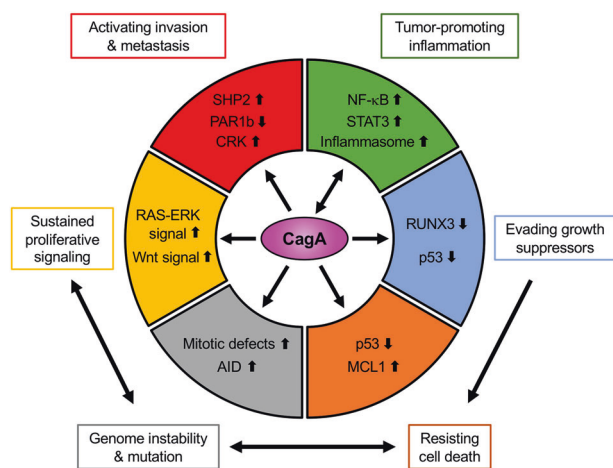 Activating invasion
& metastasis
Tumor-promoting
inflammation
SHP2 ⬆
PAR1b ⬇
CRK ⬆
NF-κB ⬆
STAT3 ⬆
Inflammasome ⬆
Sustained
proliferative
signaling
RAS-ERK
signal ⬆
Wnt signal ⬆
CagA
RUNX3 ⬇
p53 ⬇
Evading growth
suppressors
Mitotic defects ⬆
AID ⬆
p53 ⬇
MCL1 ⬆
Genome instability
& mutation
Resisting
cell death